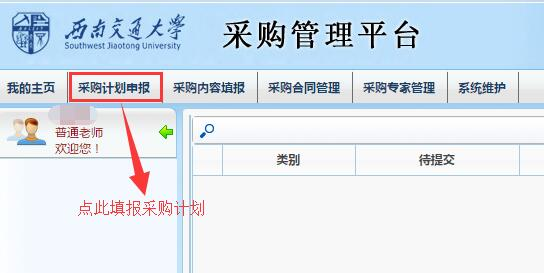 西南交通大学
Southwest Jiaotong University
采购管理平台
我的主页 采购计划申报 采购内容填报 采购合同管理 采购专家管理 系统维护
普通老师
欢迎您！
类别 待提交
点此填报采购计划